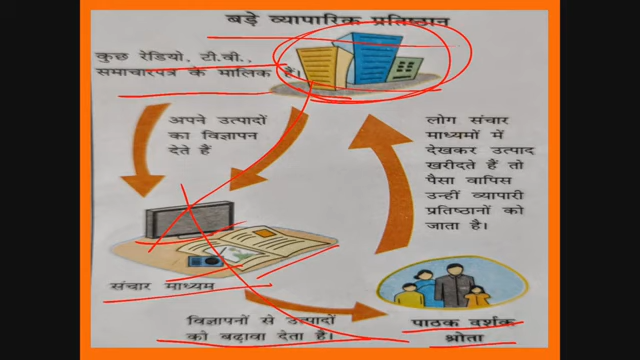 बड़े व्यापारिक प्रतिष्ठान
कुछ रेडियो, टी.वी.,
समाचारपत्र के मालिक हैं।
अपने उत्पादों
का विज्ञापन
देते हैं
लोग संचार
माध्यमों में
देखकर उत्पाद
खरीदते हैं तो
पैसा वापिस
उन्हीं व्यापारी
प्रतिष्ठानों को
जाता है।
संचार माध्यम
विज्ञापनों से उत्पादों
को बढ़ावा देता है।
पाठक दर्शक
श्रोता